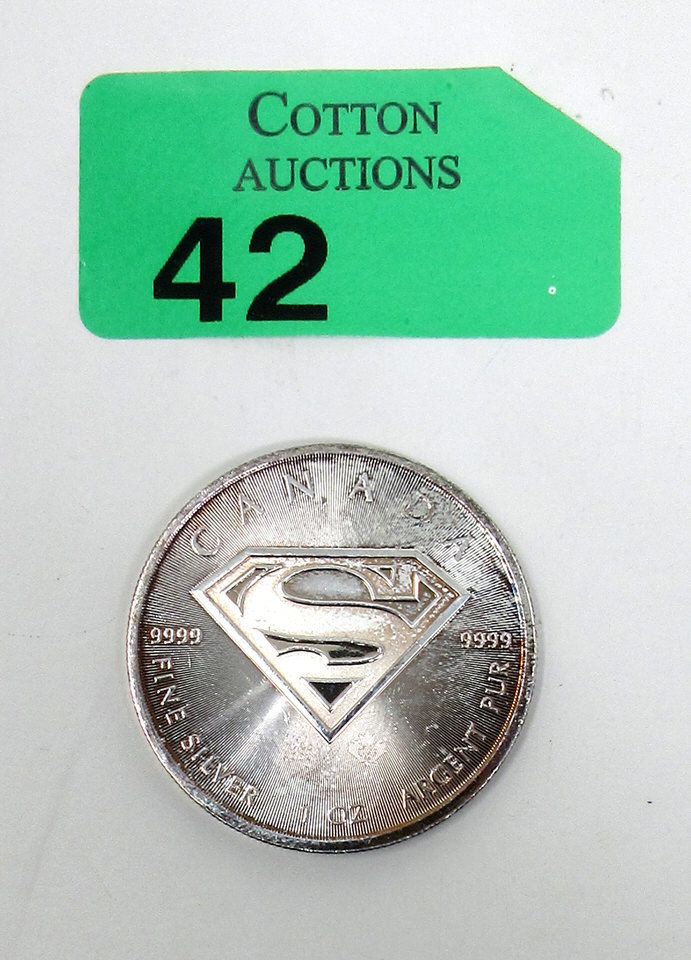 COTTON
AUCTIONS
42
CANADA
9999
9999
FINE SILVER
1 OZ
ARGENT PUR